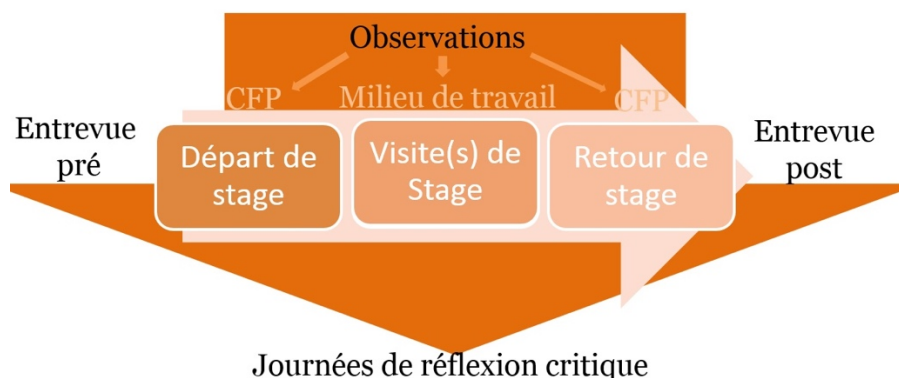 Observations
CFP
Milieu de travail
CFP
Entrevue
pré
Départ de
stage
Visite(s) de
Stage
Retour de
stage
Entrevue
post
Journées de réflexion critique